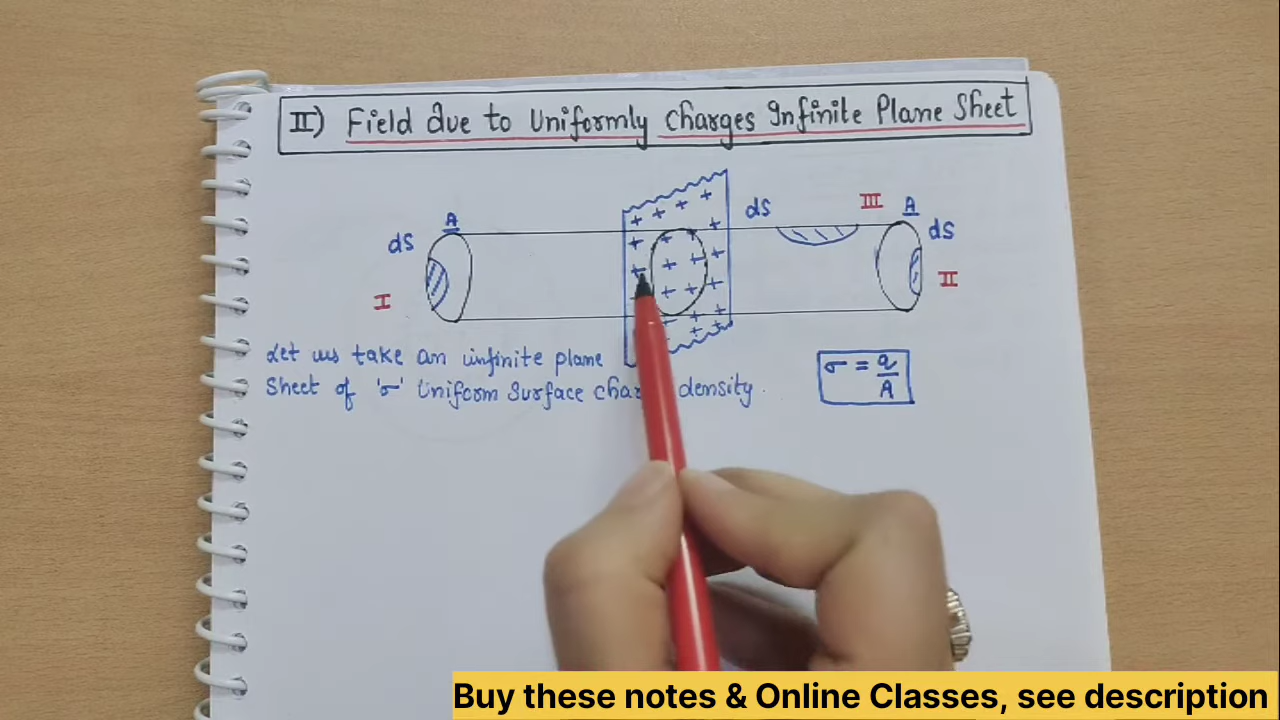 II) Field due to Uniformly charges Infinite Plane Sheet
A
dS
I
dS
III
A
dS
II
Let us take an infinite plane
Sheet of 'σ' Uniform Surface density.
σ = q/A
Buy these notes & Online Classes, see description